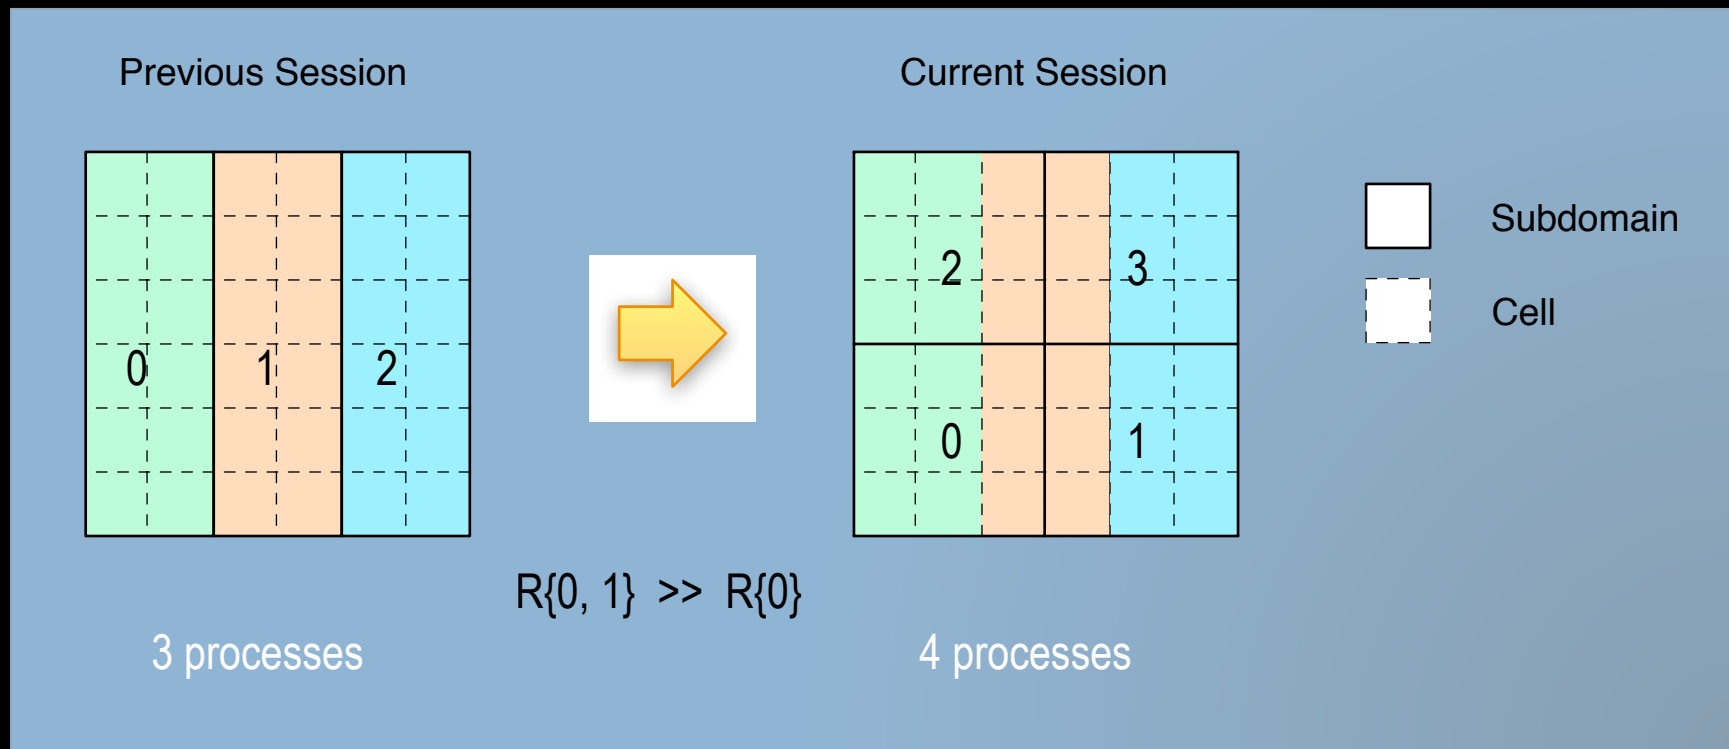 Previous Session
Current Session
Subdomain
2
3
Cell
0
1
2
0
1
R{0, 1} >> R{0}
3 processes
4 processes